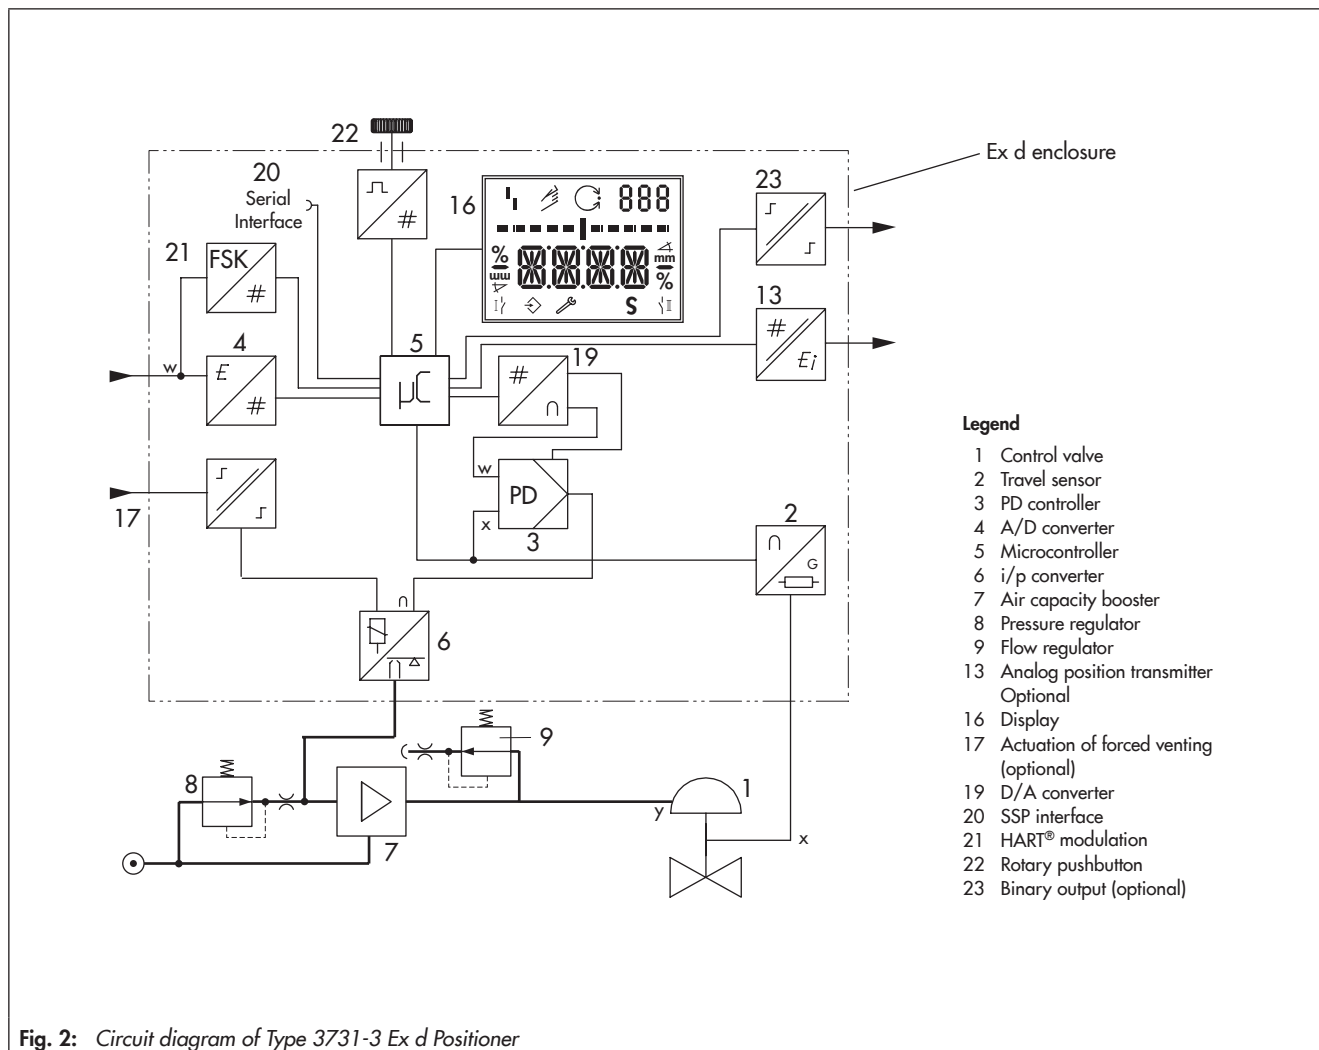 22
Ex d enclosure
20
Serial
Interface
#
16
888
%
mm
mm
%
S
23
21
FSK
#
13
#
Ei
w
4
E
#
5
µC
19
#
w
PD
x
3
17
2
G
6
Legend
1 Control valve
2 Travel sensor
3 PD controller
4 A/D converter
5 Microcontroller
6 i/p converter
7 Air capacity booster
8 Pressure regulator
9 Flow regulator
13 Analog position transmitter
Optional
16 Display
17 Actuation of forced venting
(optional)
19 D/A converter
20 SSP interface
21 HART® modulation
22 Rotary pushbutton
23 Binary output (optional)
9
8
7
1
y
x
Fig. 2: Circuit diagram of Type 3731-3 Ex d Positioner